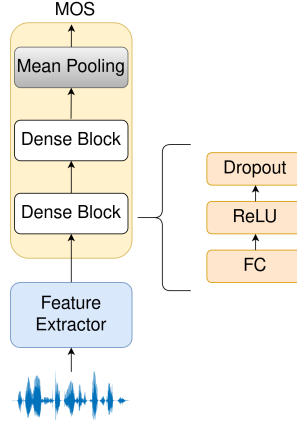 MOS
Mean Pooling
Dense Block
Dense Block
Feature
Extractor
Dropout
ReLU
FC